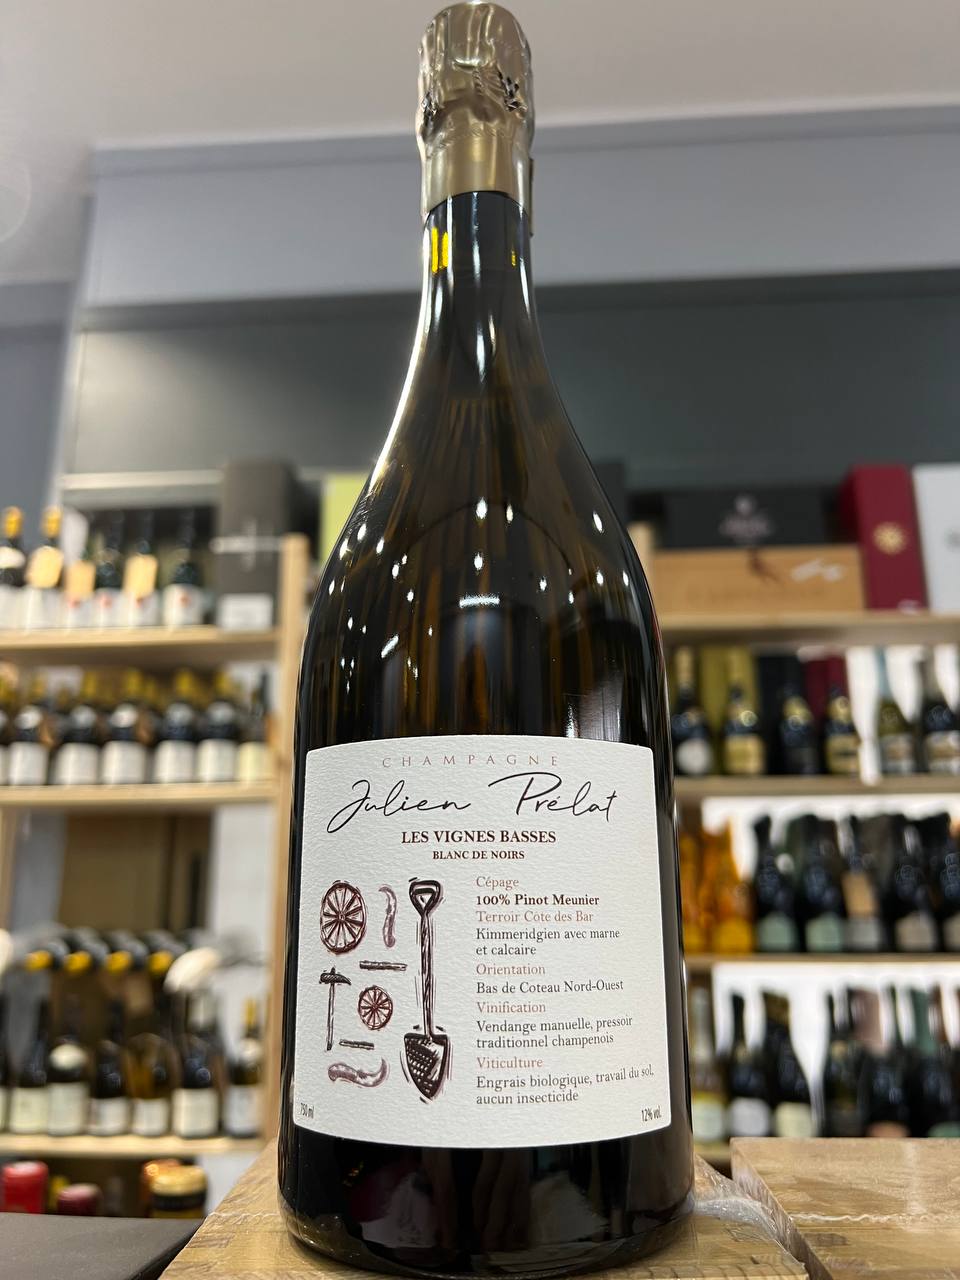 CHAMPAGNE
Julien Prélat
LES VIGNES BASSES
BLANC DE NOIRS
Cépage
100% Pinot Meunier
Terroir Côte des Bar
Kimmeridgien avec marne
et calcaire
Orientation
Bas de Coteau Nord-Ouest
Vinification
Vendange manuelle, pressoir
traditionnel champenois
Viticulture
Engrais biologique, travail du sol,
aucun insecticide
750 ml
12% vol.